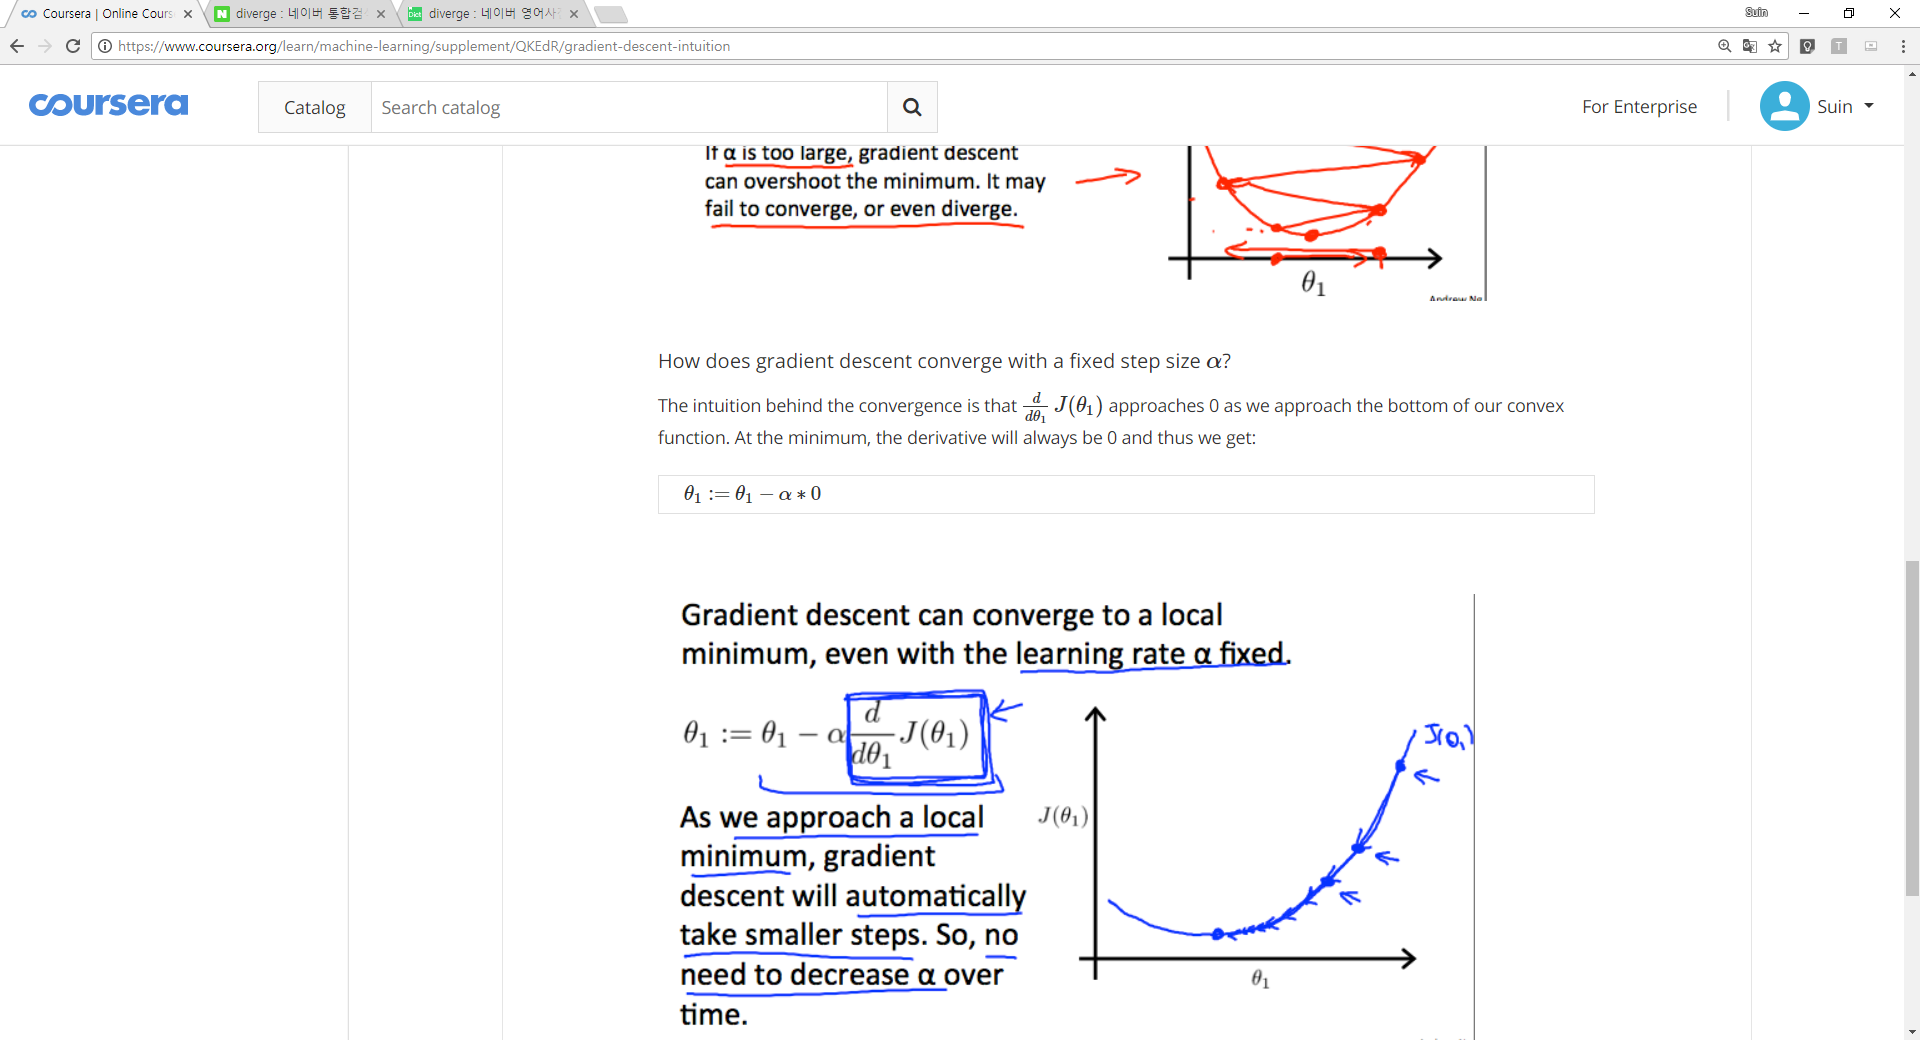 Coursera | Online Cours
diverge : 네이버 통합검
diverge : 네이버 영어사
Suin
https://www.coursera.org/learn/machine-learning/supplement/QKEdR/gradient-descent-intuition
coursera
Catalog
Search catalog
For Enterprise
Suin
If α is too large, gradient descent
can overshoot the minimum. It may
fail to converge, or even diverge.
θ₁
Andrew Ng
How does gradient descent converge with a fixed step size α?
The intuition behind the convergence is that d/dθ₁ J(θ₁) approaches 0 as we approach the bottom of our convex
function. At the minimum, the derivative will always be 0 and thus we get:
θ₁ := θ₁ − α ∗ 0
Gradient descent can converge to a local
minimum, even with the learning rate α fixed.
θ₁ := θ₁ − α d/dθ₁ J(θ₁)
J(θ₁)
As we approach a local
minimum, gradient
descent will automatically
take smaller steps. So, no
need to decrease α over
time.
J(θ₁)
θ₁